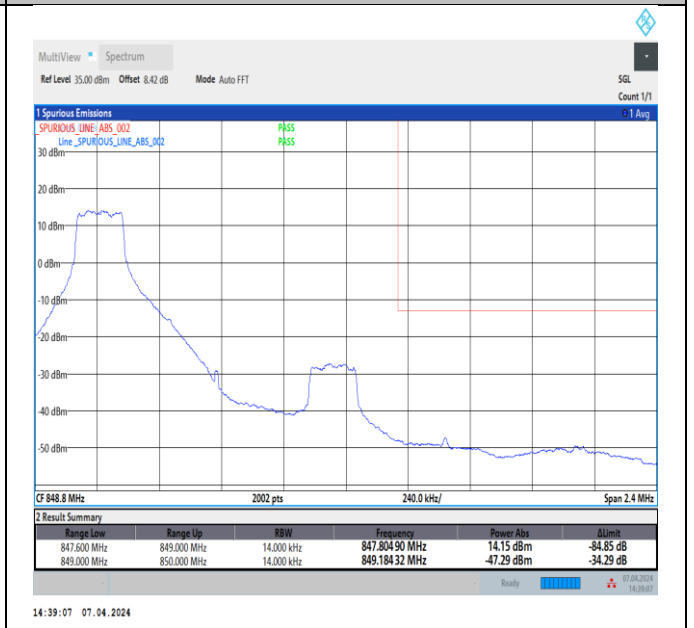 MultiView Spectrum
Ref Level 35.00 dBm Offset 8.42 dB Mode Auto FFT SGL
Count 1/1
1 Spurious Emissions 1 Avg
_SPURIOUS_LINE_ABS_002 PASS
Line _SPURIOUS_LINE_ABS_002 PASS
30 dBm
20 dBm
10 dBm
0 dBm
-10 dBm
-20 dBm
-30 dBm
-40 dBm
-50 dBm
CF 848.8 MHz 2002 pts 240.0 kHz/ Span 2.4 MHz
2 Result Summary
Range Low Range Up RBW Frequency Power Abs ΔLimit
847.600 MHz 849.000 MHz 14.000 kHz 847.804 90 MHz 14.15 dBm -84.85 dB
849.000 MHz 850.000 MHz 14.000 kHz 849.184 32 MHz -47.29 dBm -34.29 dB
Ready 07.04.2024
14:39:07
14:39:07 07.04.2024